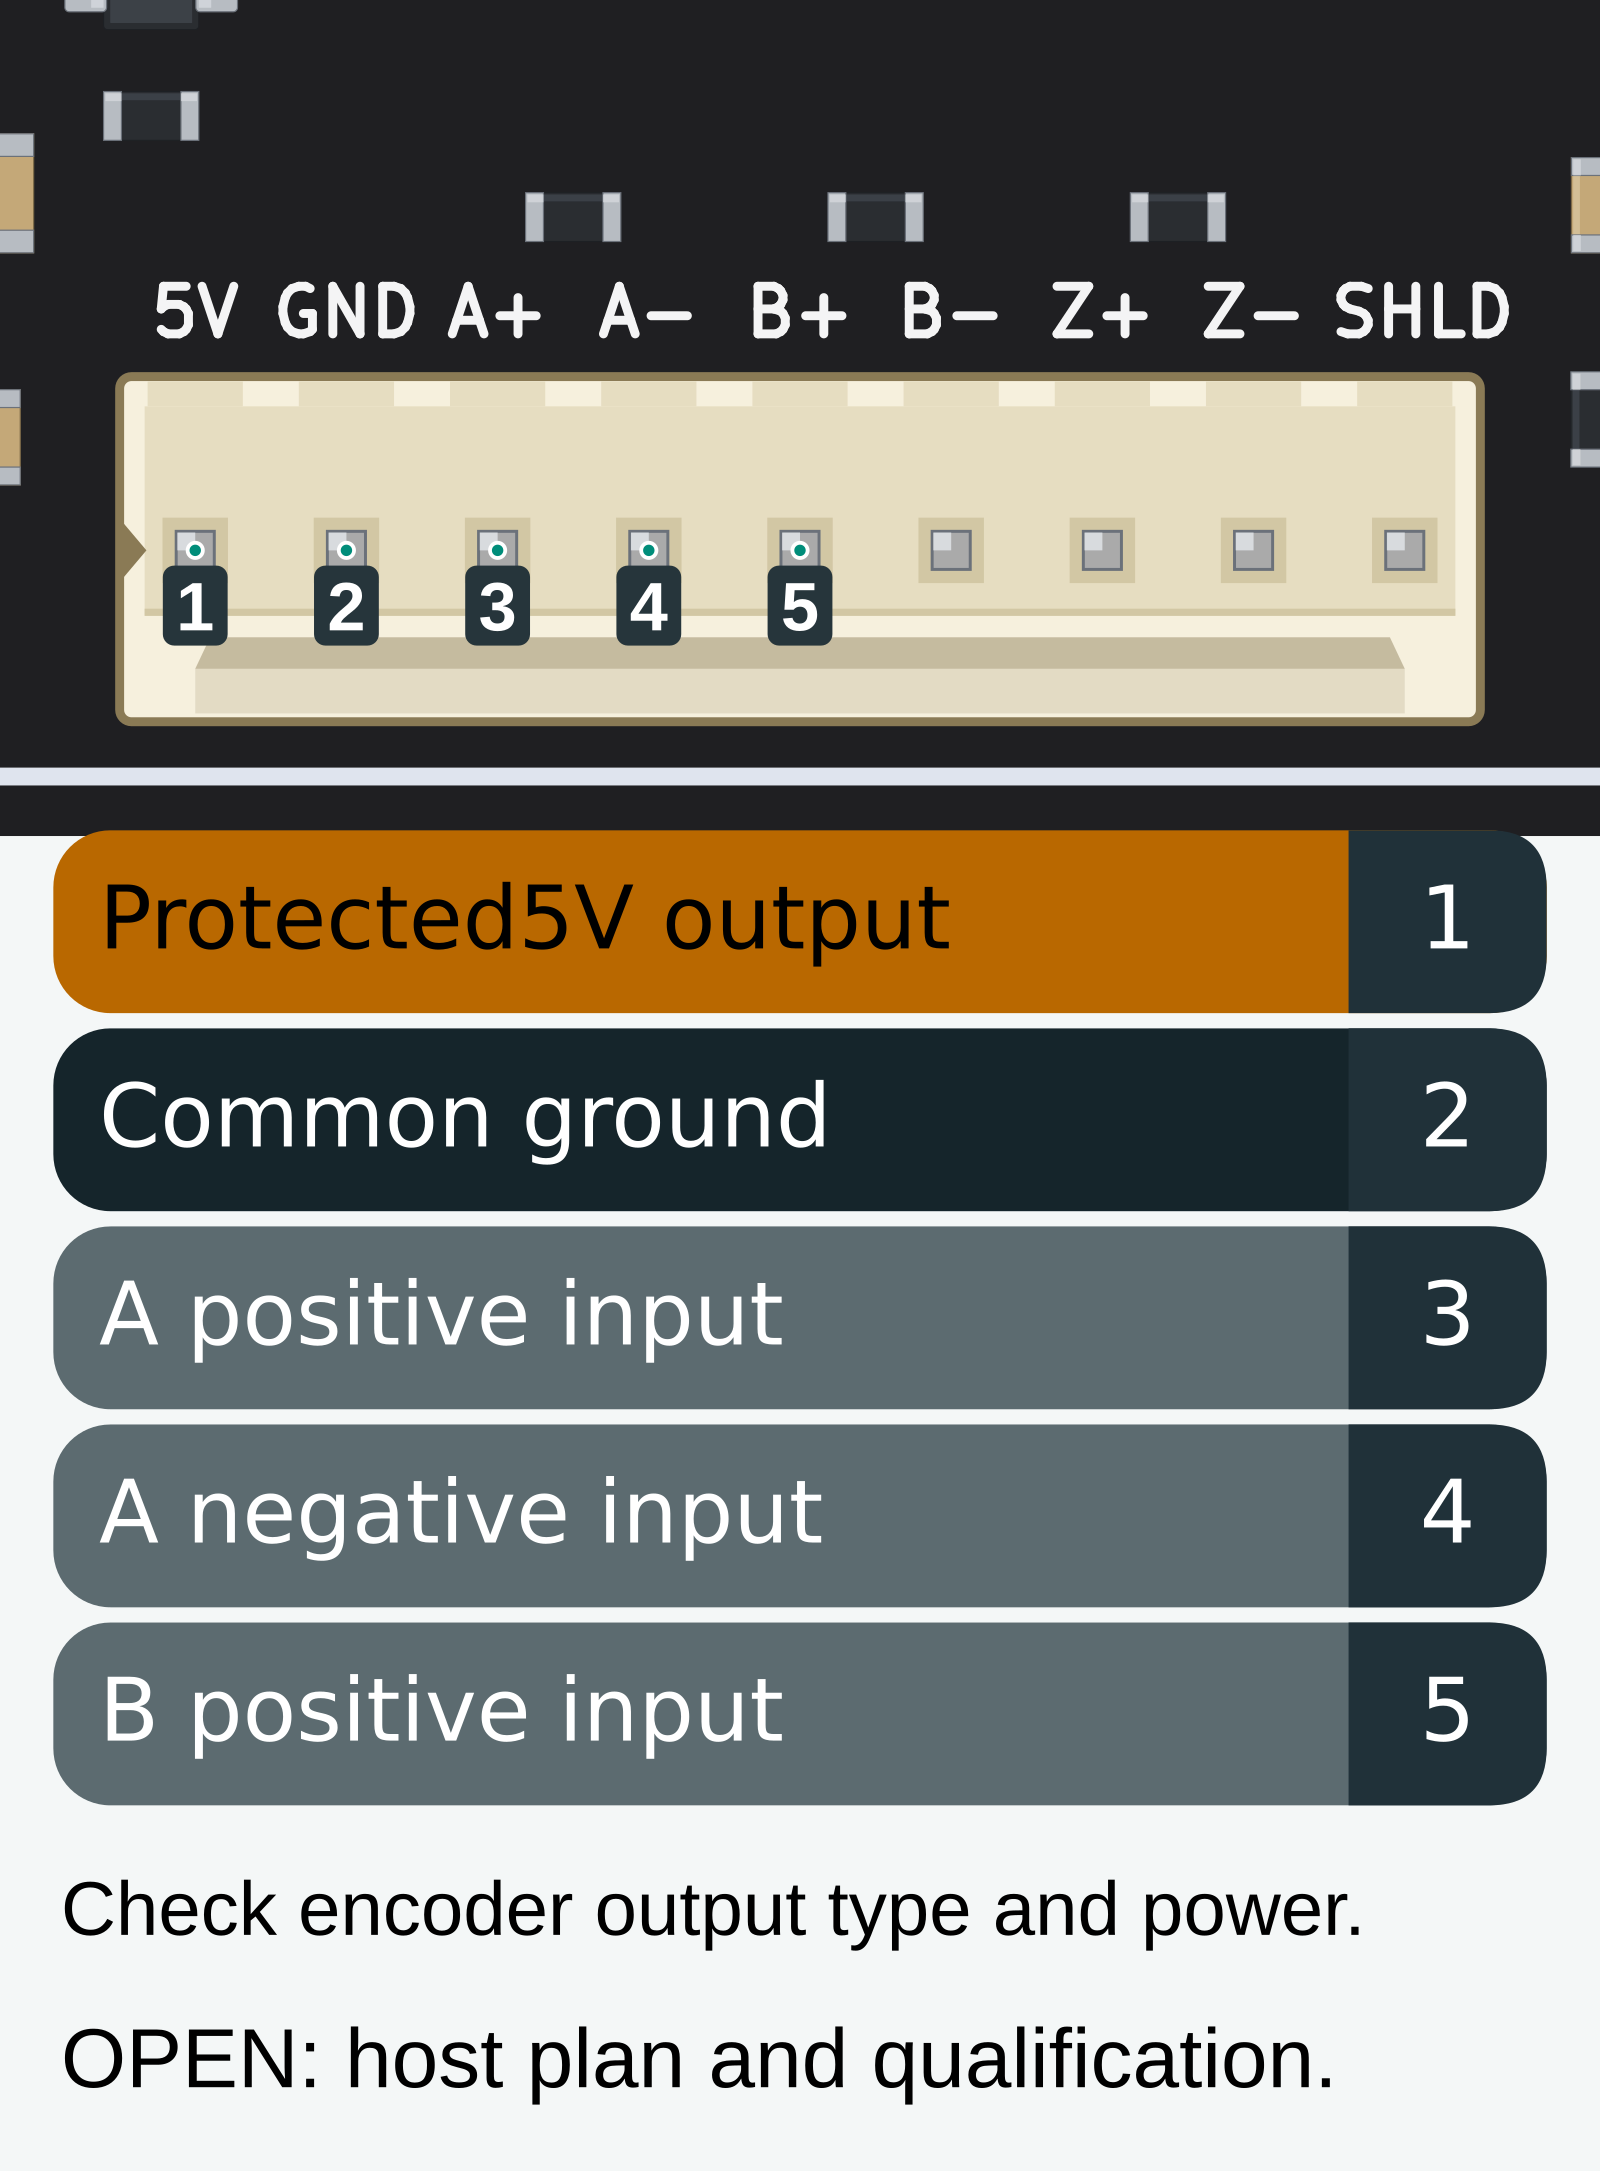 5V GND A+ A− B+ B− Z+ Z− SHLD
1 2 3 4 5
Protected5V output 1
Common ground 2
A positive input 3
A negative input 4
B positive input 5
Check encoder output type and power.
OPEN: host plan and qualification.